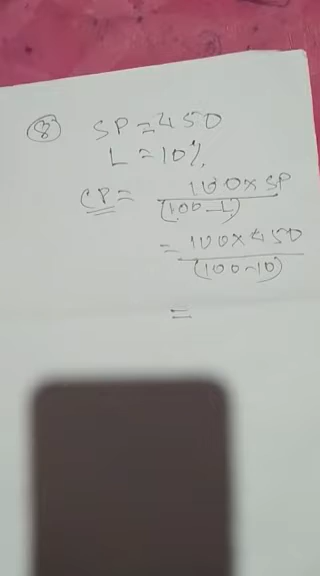 (8) SP = 450
L = 10%
CP = 100 × SP
(100 - L)
= 100 × 450
(100 - 10)
=